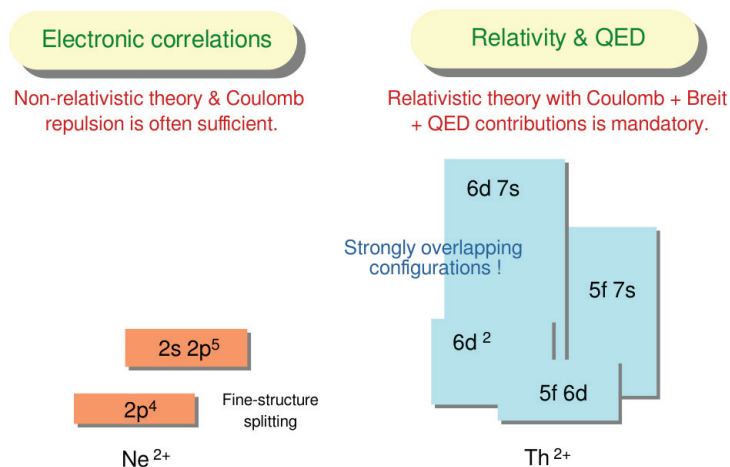 Electronic correlations
Non-relativistic theory & Coulomb
repulsion is often sufficient.
2s 2p⁵
2p⁴
Fine-structure
splitting
Ne ²⁺
Relativity & QED
Relativistic theory with Coulomb + Breit
+ QED contributions is mandatory.
6d 7s
Strongly overlapping
configurations !
5f 7s
6d ²
5f 6d
Th ²⁺